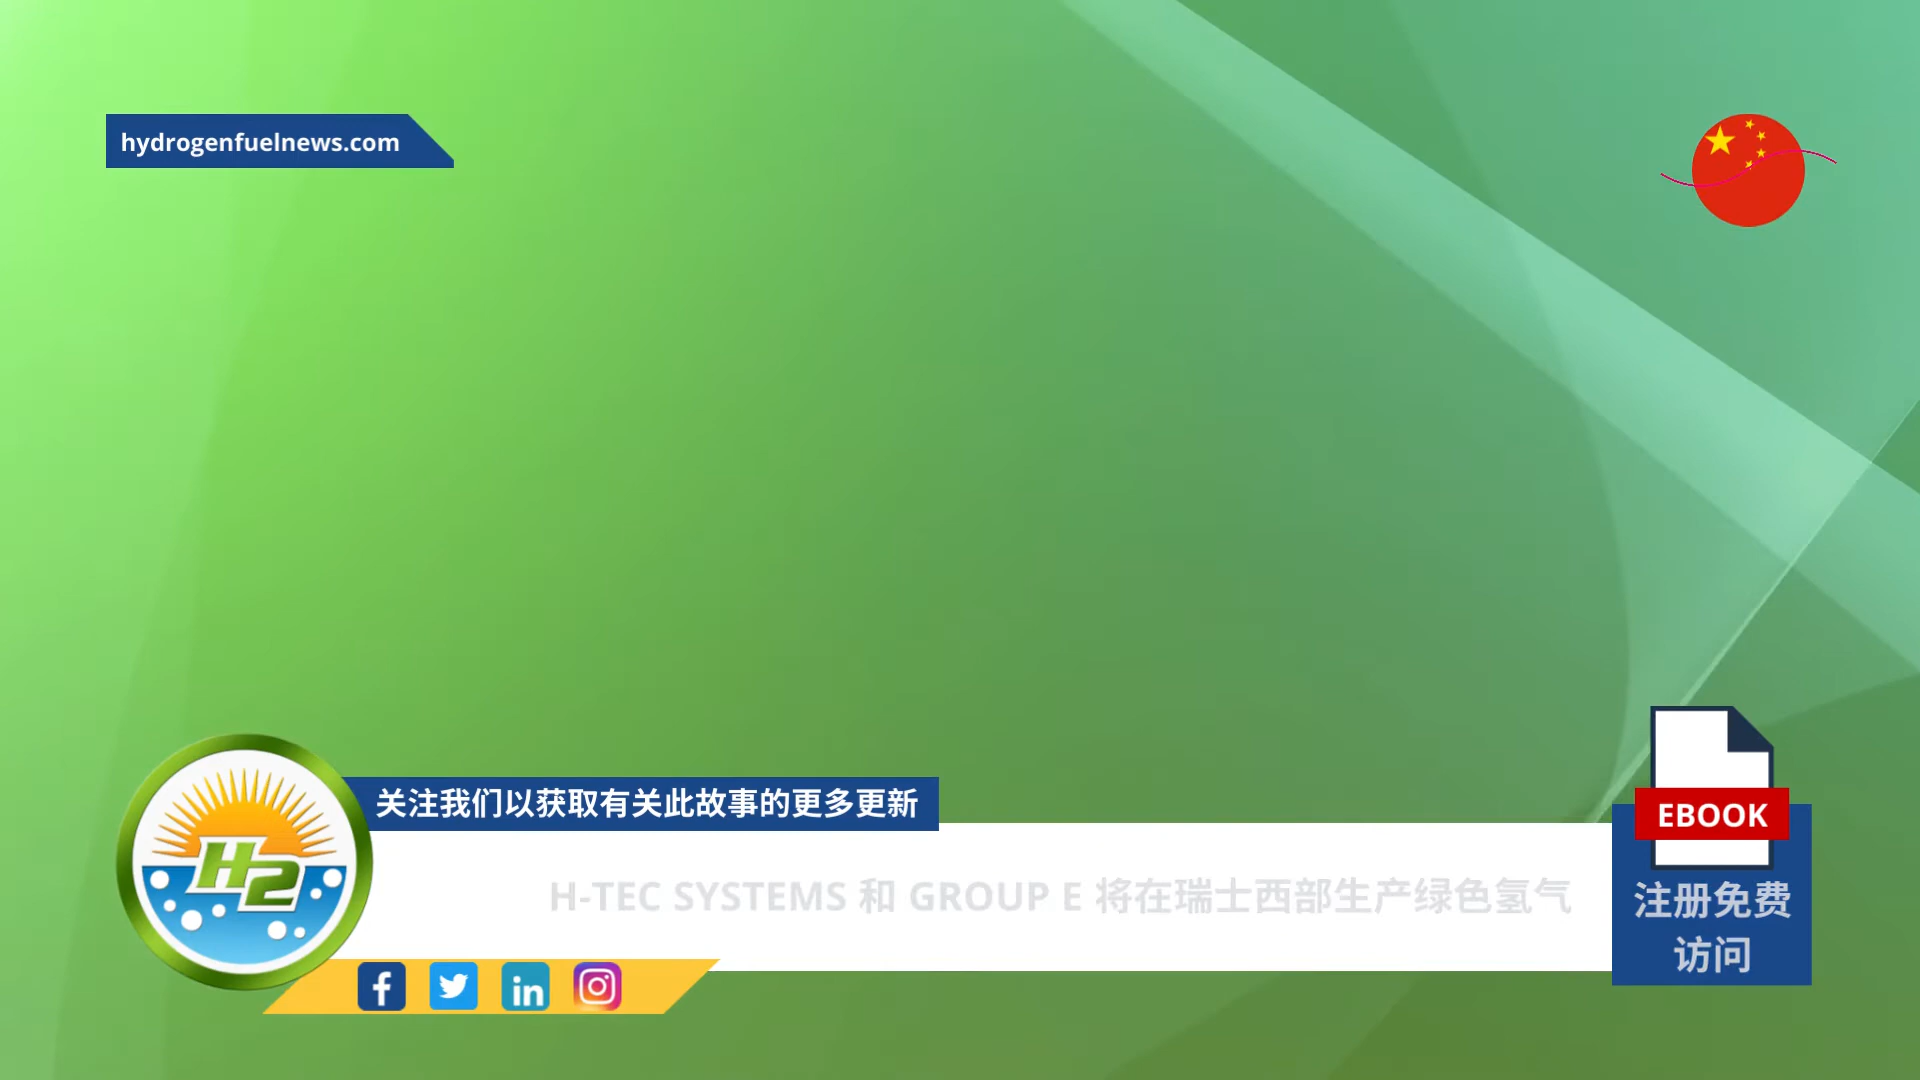 hydrogenfuelnews.com
关注我们以获取有关此故事的更多更新
H-TEC SYSTEMS 和 GROUP E 将在瑞士西部生产绿色氢气
H2
EBOOK
注册免费
访问